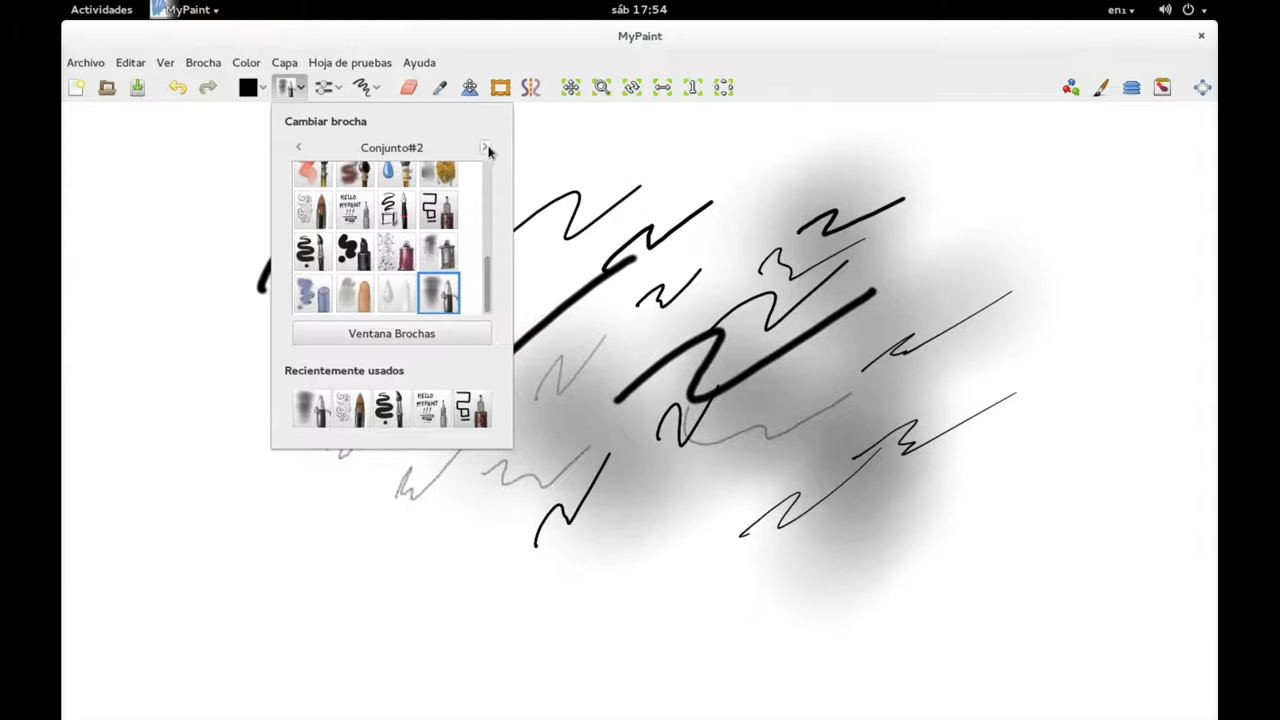 Actividades MyPaint sáb 17:54 en₁
MyPaint
Archivo Editar Ver Brocha Color Capa Hoja de pruebas Ayuda
1
Cambiar brocha
Conjunto#2
HELLO
MYPAINT
!!!
Ventana Brochas
Recientemente usados
HELLO
MYPAINT
!!!